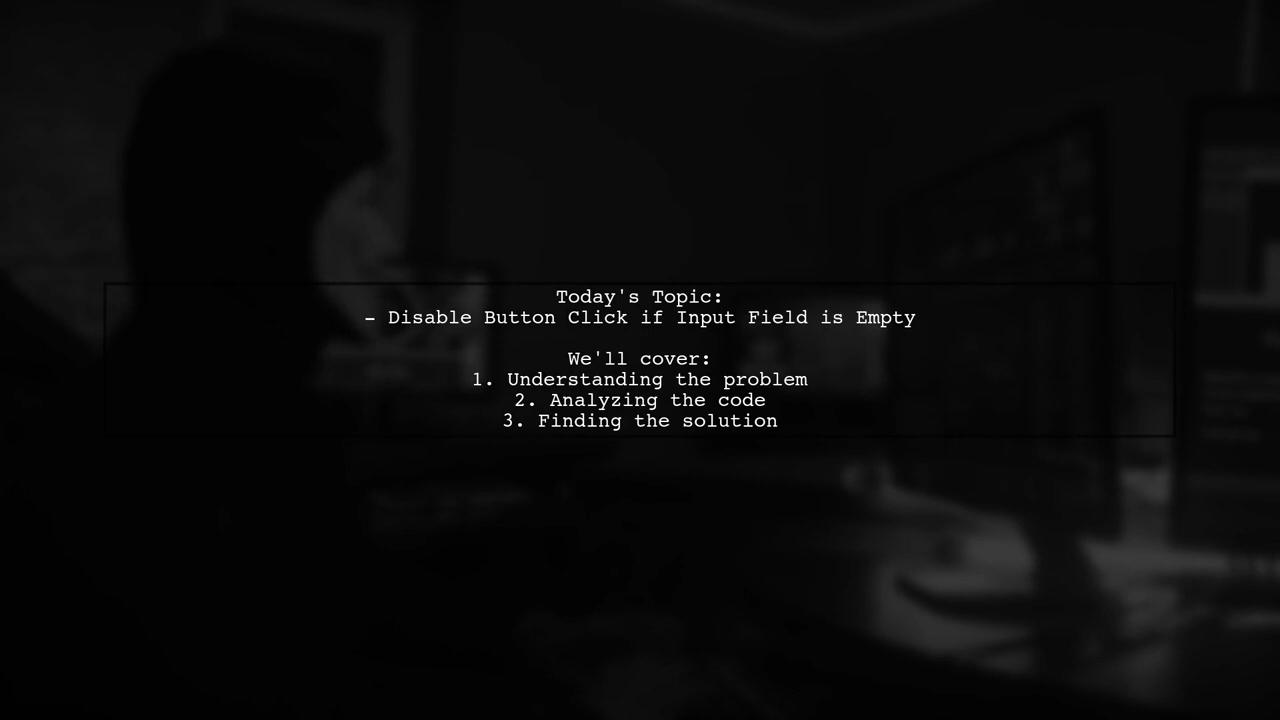 Today's Topic:
- Disable Button Click if Input Field is Empty
We'll cover:
1. Understanding the problem
2. Analyzing the code
3. Finding the solution